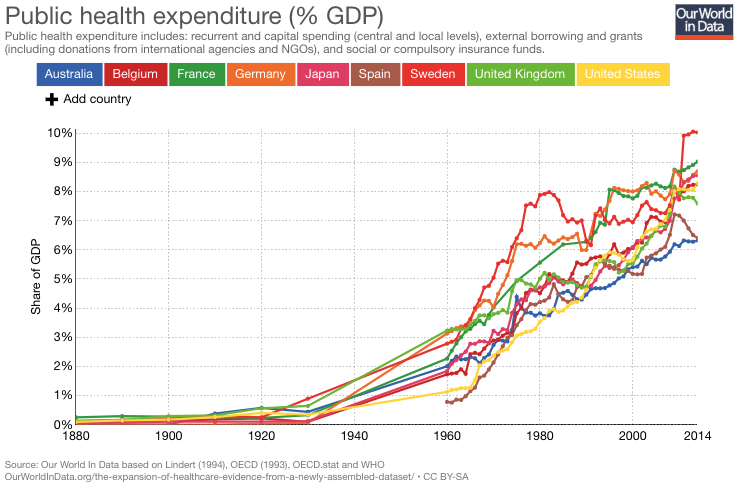 Public health expenditure (% GDP)
Our World
in Data
Public health expenditure includes: recurrent and capital spending (central and local levels), external borrowing and grants
(including donations from international agencies and NGOs), and social or compulsory insurance funds.
Australia Belgium France Germany Japan Spain Sweden United Kingdom United States
+ Add country
10%
9%
8%
7%
6%
5%
4%
3%
2%
1%
0%
Share of GDP
1880 1900 1920 1940 1960 1980 2000 2014
Source: Our World In Data based on Lindert (1994), OECD (1993), OECD.stat and WHO
OurWorldInData.org/the-expansion-of-healthcare-evidence-from-a-newly-assembled-dataset/ • CC BY-SA